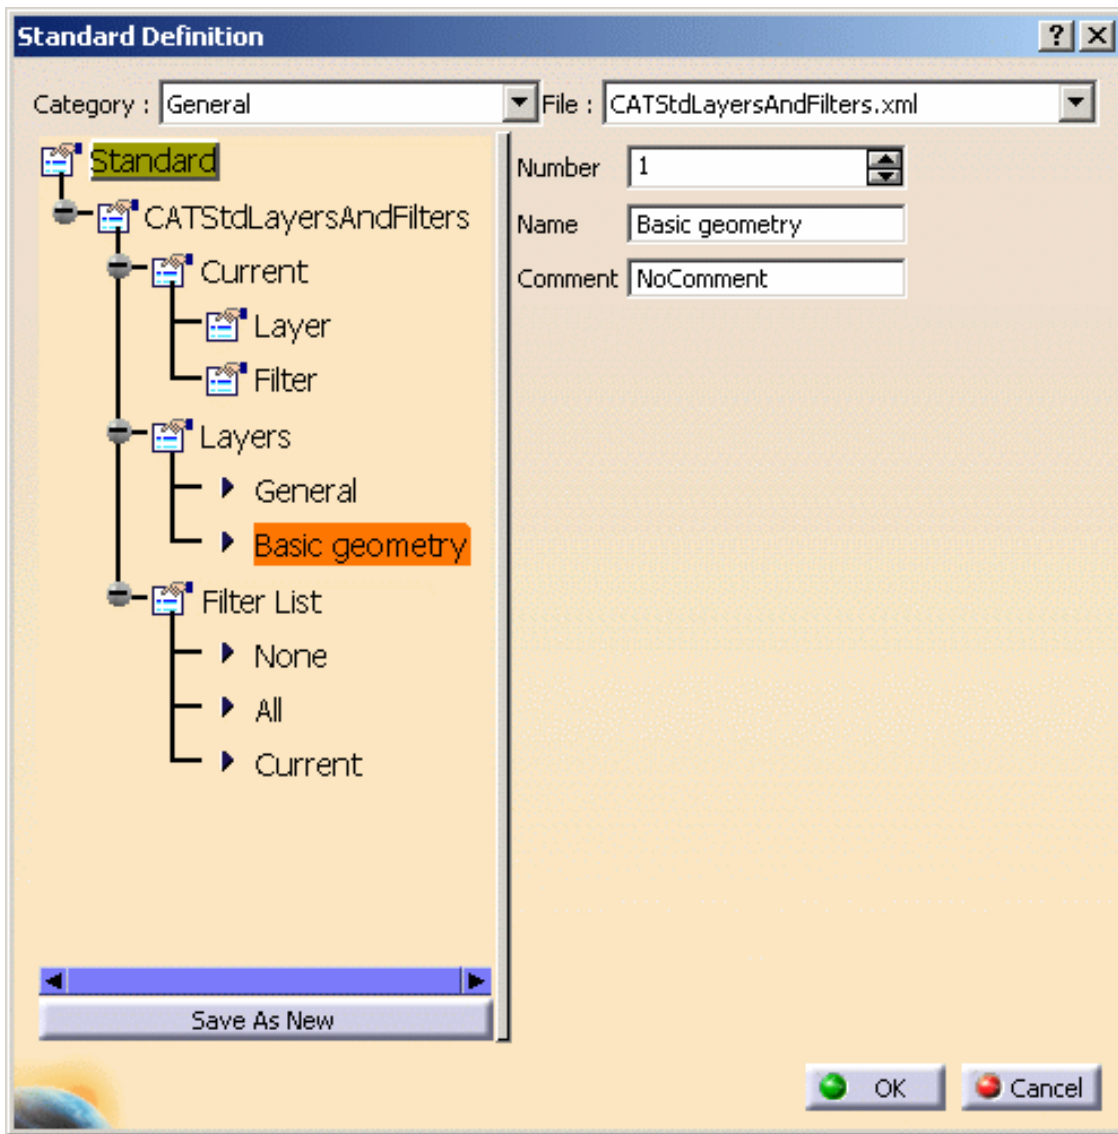 Standard Definition
Category : General File : CATStdLayersAndFilters.xml
Standard
CATStdLayersAndFilters
Current
Layer
Filter
Layers
General
Basic geometry
Filter List
None
All
Current
Save As New
Number 1
Name Basic geometry
Comment NoComment
OK Cancel